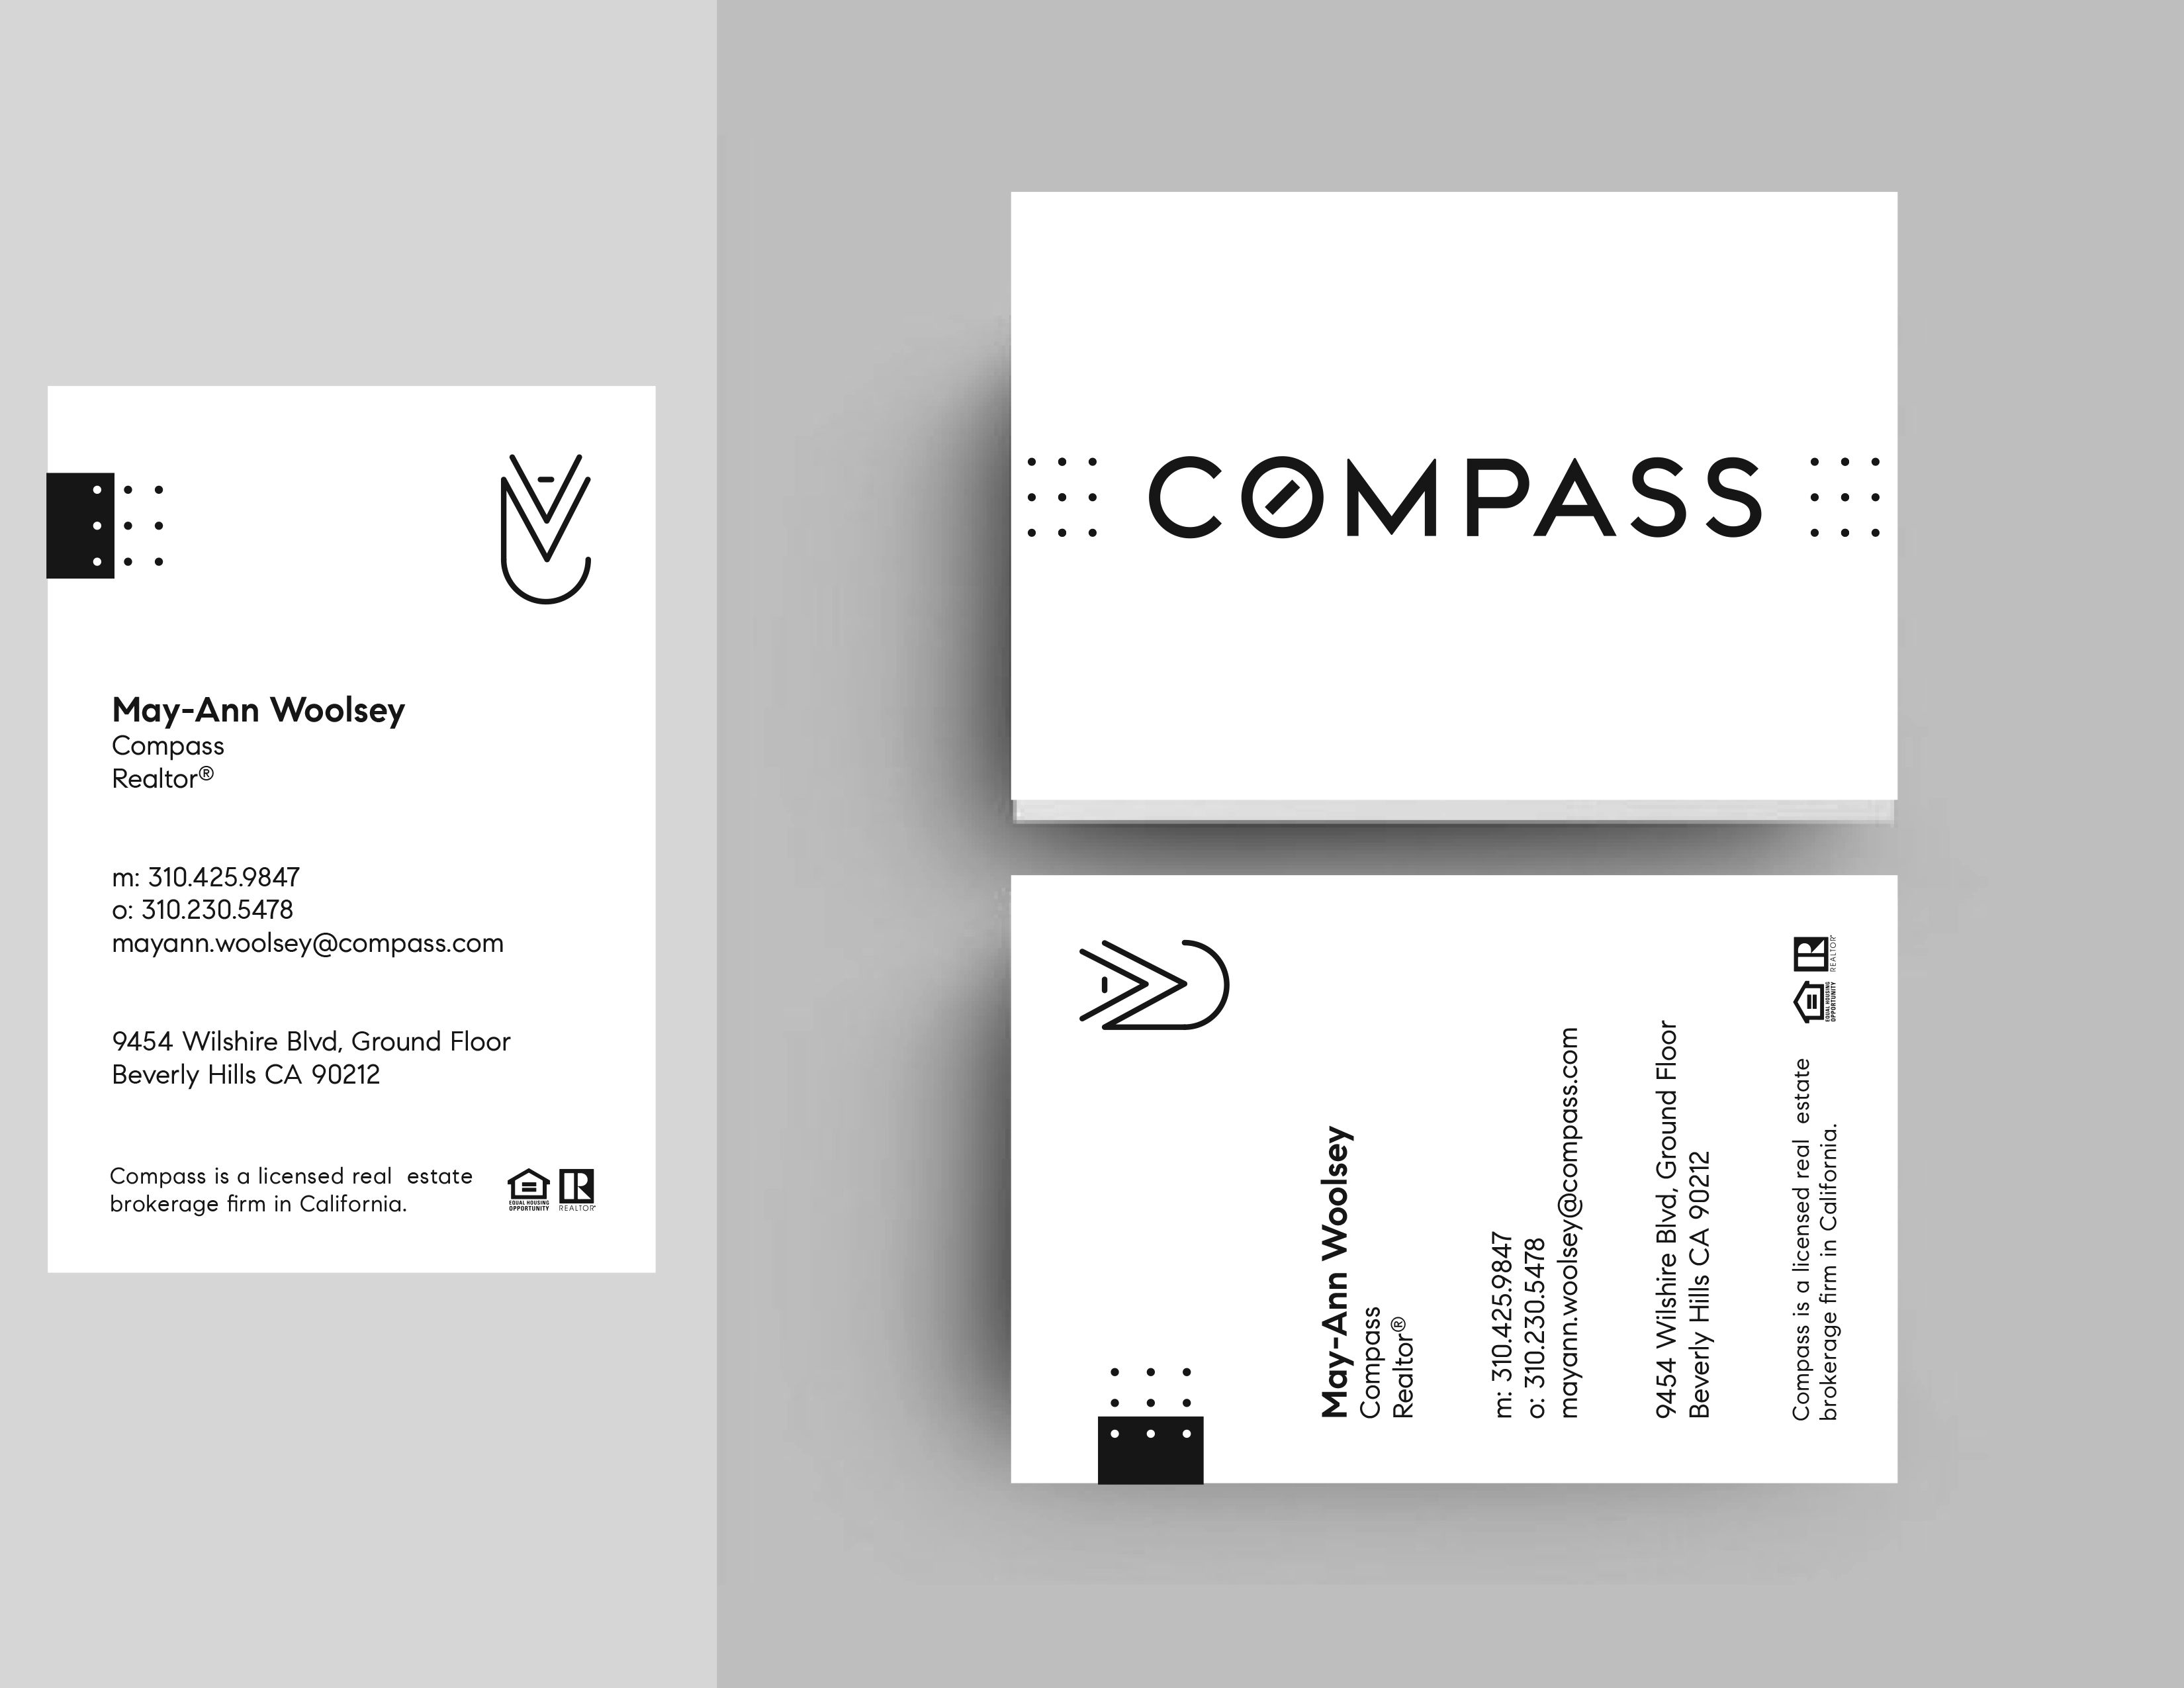 May-Ann Woolsey
Compass
Realtor®
m: 310.425.9847
o: 310.230.5478
mayann.woolsey@compass.com
9454 Wilshire Blvd, Ground Floor
Beverly Hills CA 90212
Compass is a licensed real estate
brokerage firm in California.
EQUAL HOUSING
OPPORTUNITY
REALTOR®
COMPASS
May-Ann Woolsey
Compass
Realtor®
m: 310.425.9847
o: 310.230.5478
mayann.woolsey@compass.com
9454 Wilshire Blvd, Ground Floor
Beverly Hills CA 90212
Compass is a licensed real estate
brokerage firm in California.
EQUAL HOUSING
OPPORTUNITY
REALTOR®